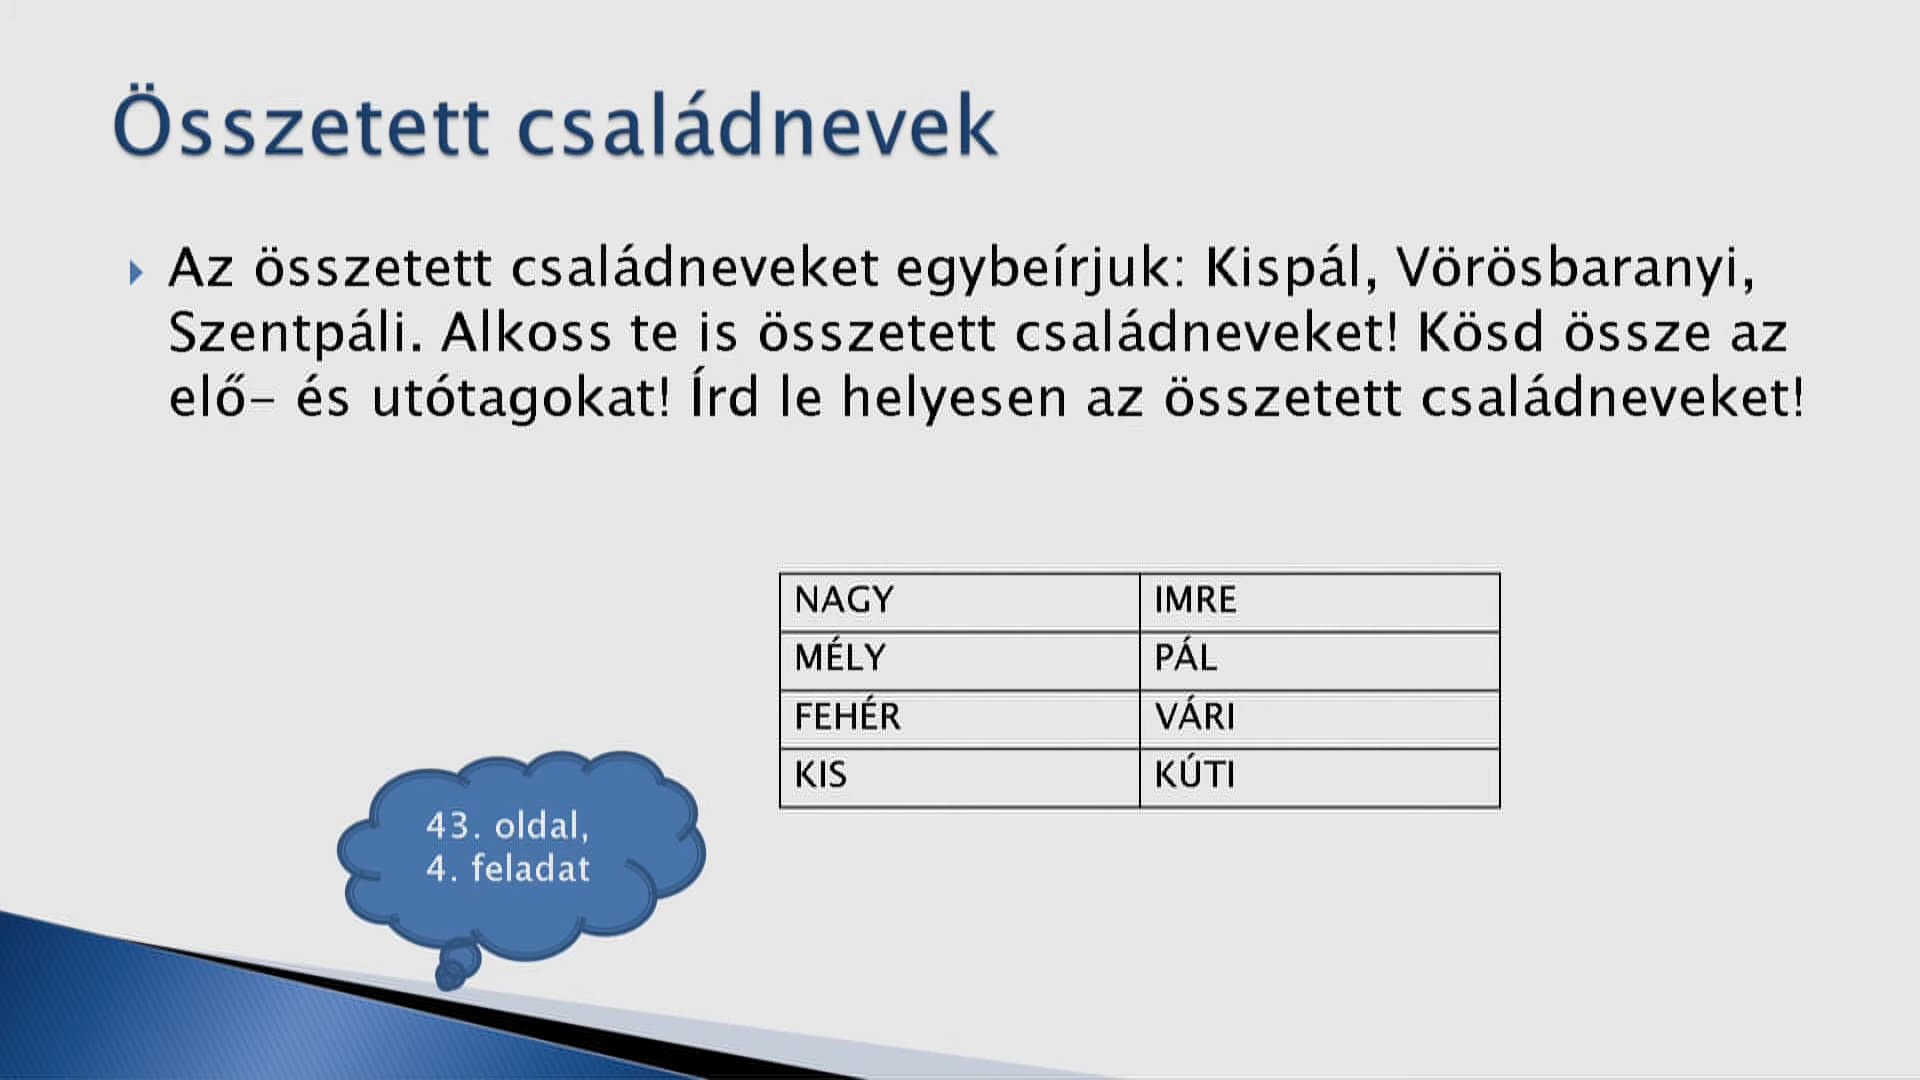 Összetett családnevek
Az összetett családneveket egybeírjuk: Kispál, Vörösbaranyi,
Szentpáli. Alkoss te is összetett családneveket! Kösd össze az
elő- és utótagokat! Írd le helyesen az összetett családneveket!
NAGY IMRE
MÉLY PÁL
FEHÉR VÁRI
KIS KÚTI
43. oldal,
4. feladat